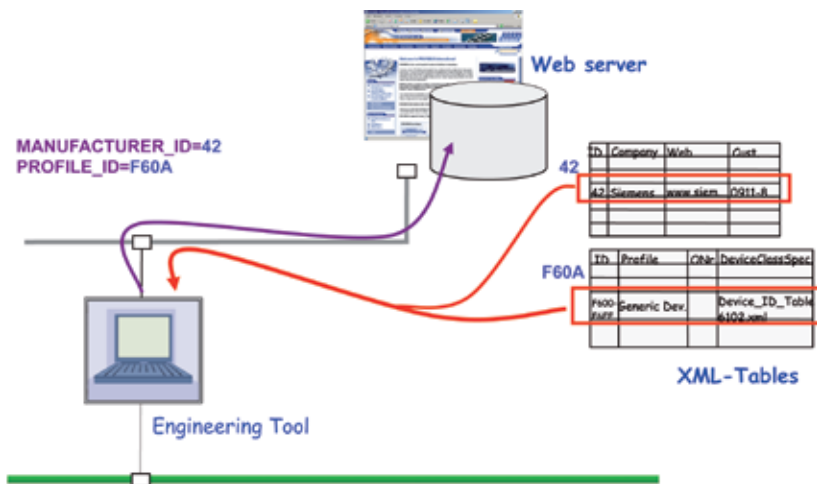 Web server
MANUFACTURER_ID=42
PROFILE_ID=F60A
42
ID Company Web Cust
42 Siemens www.siem 0911-8
F60A
ID Profile ONr DeviceClassSpec
F600- Generic Dev. Device_ID_Table
6102.xml
XML-Tables
Engineering Tool